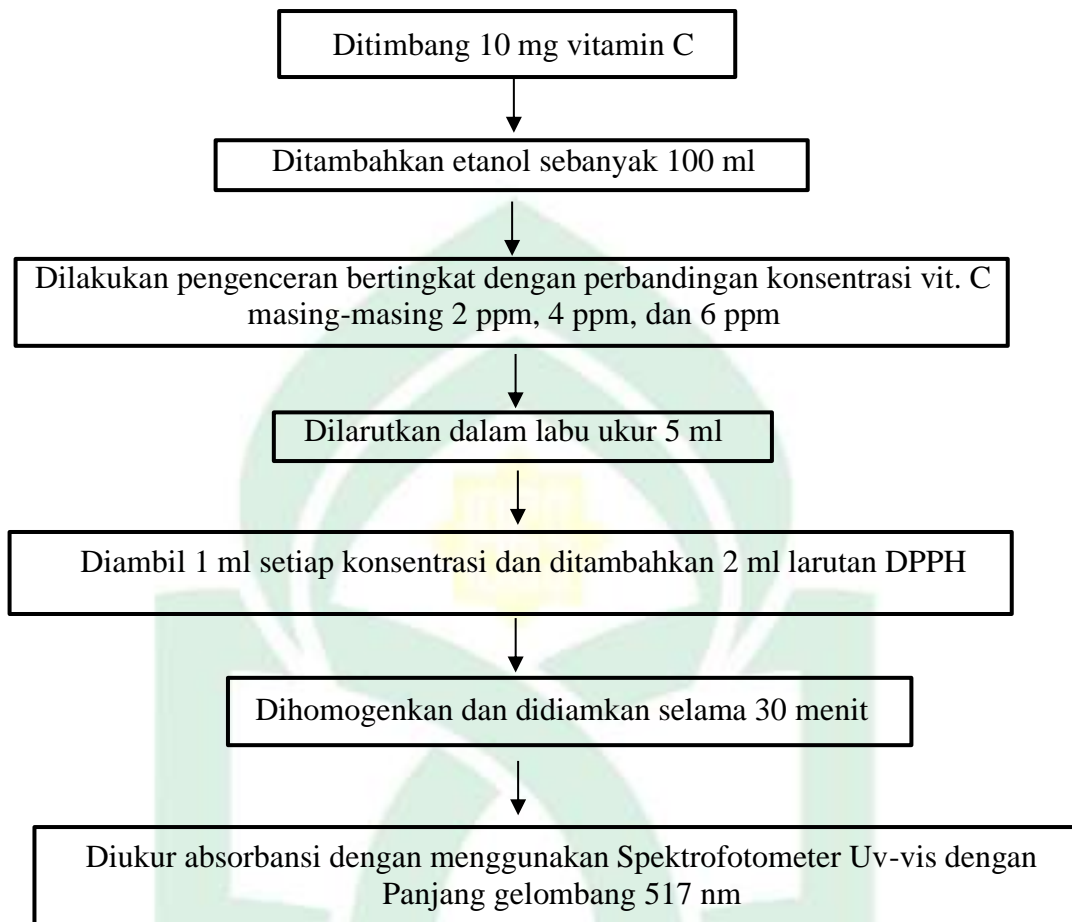 Ditimbang 10 mg vitamin C
Ditambahkan etanol sebanyak 100 ml
Dilakukan pengenceran bertingkat dengan perbandingan konsentrasi vit. C
masing-masing 2 ppm, 4 ppm, dan 6 ppm
Dilarutkan dalam labu ukur 5 ml
Diambil 1 ml setiap konsentrasi dan ditambahkan 2 ml larutan DPPH
Dihomogenkan dan didiamkan selama 30 menit
Diukur absorbansi dengan menggunakan Spektrofotometer Uv-vis dengan
Panjang gelombang 517 nm